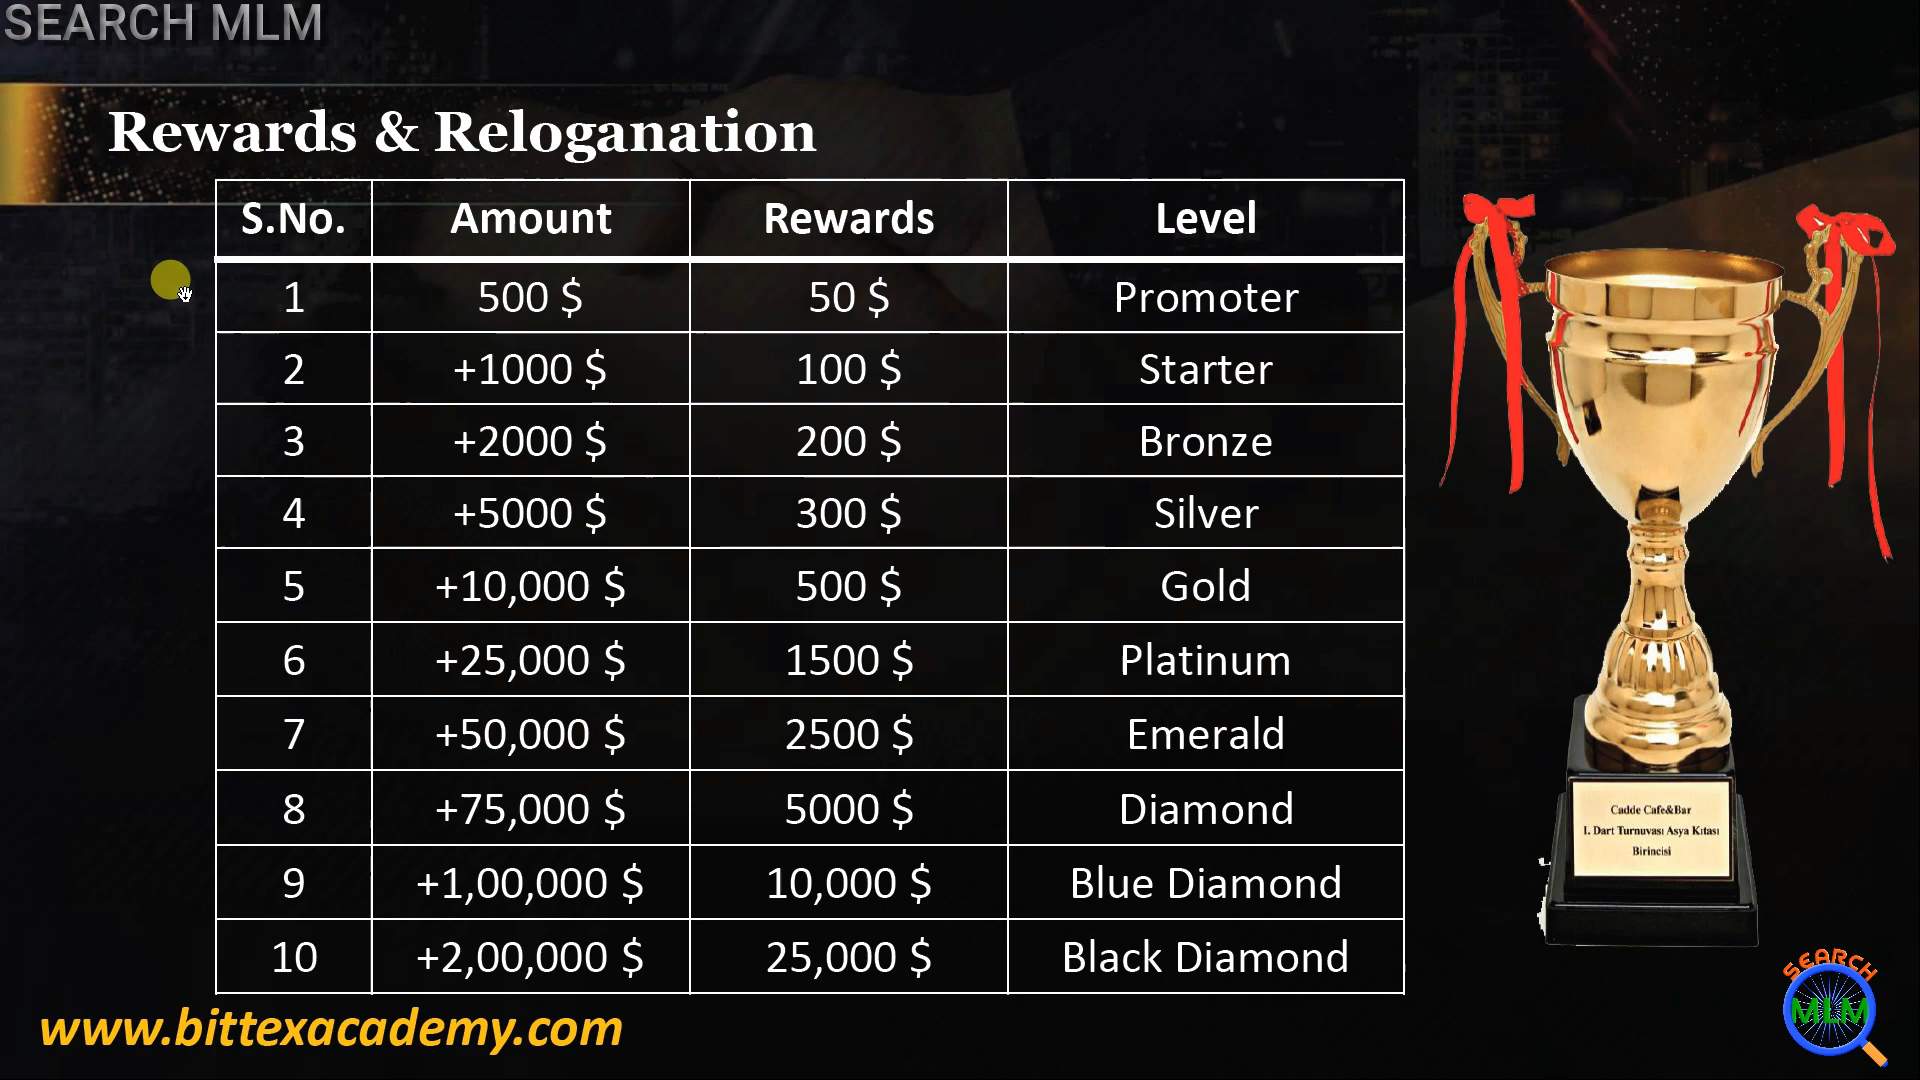 SEARCH MLM
Rewards & Reloganation
S.No. Amount Rewards Level
1 500 $ 50 $ Promoter
2 +1000 $ 100 $ Starter
3 +2000 $ 200 $ Bronze
4 +5000 $ 300 $ Silver
5 +10,000 $ 500 $ Gold
6 +25,000 $ 1500 $ Platinum
7 +50,000 $ 2500 $ Emerald
8 +75,000 $ 5000 $ Diamond
9 +1,00,000 $ 10,000 $ Blue Diamond
10 +2,00,000 $ 25,000 $ Black Diamond
Cadde Cafe&Bar
1. Dart Turnuvası Asya Kıtası
Birincisi
www.bittexacademy.com
SEARCH
MLM